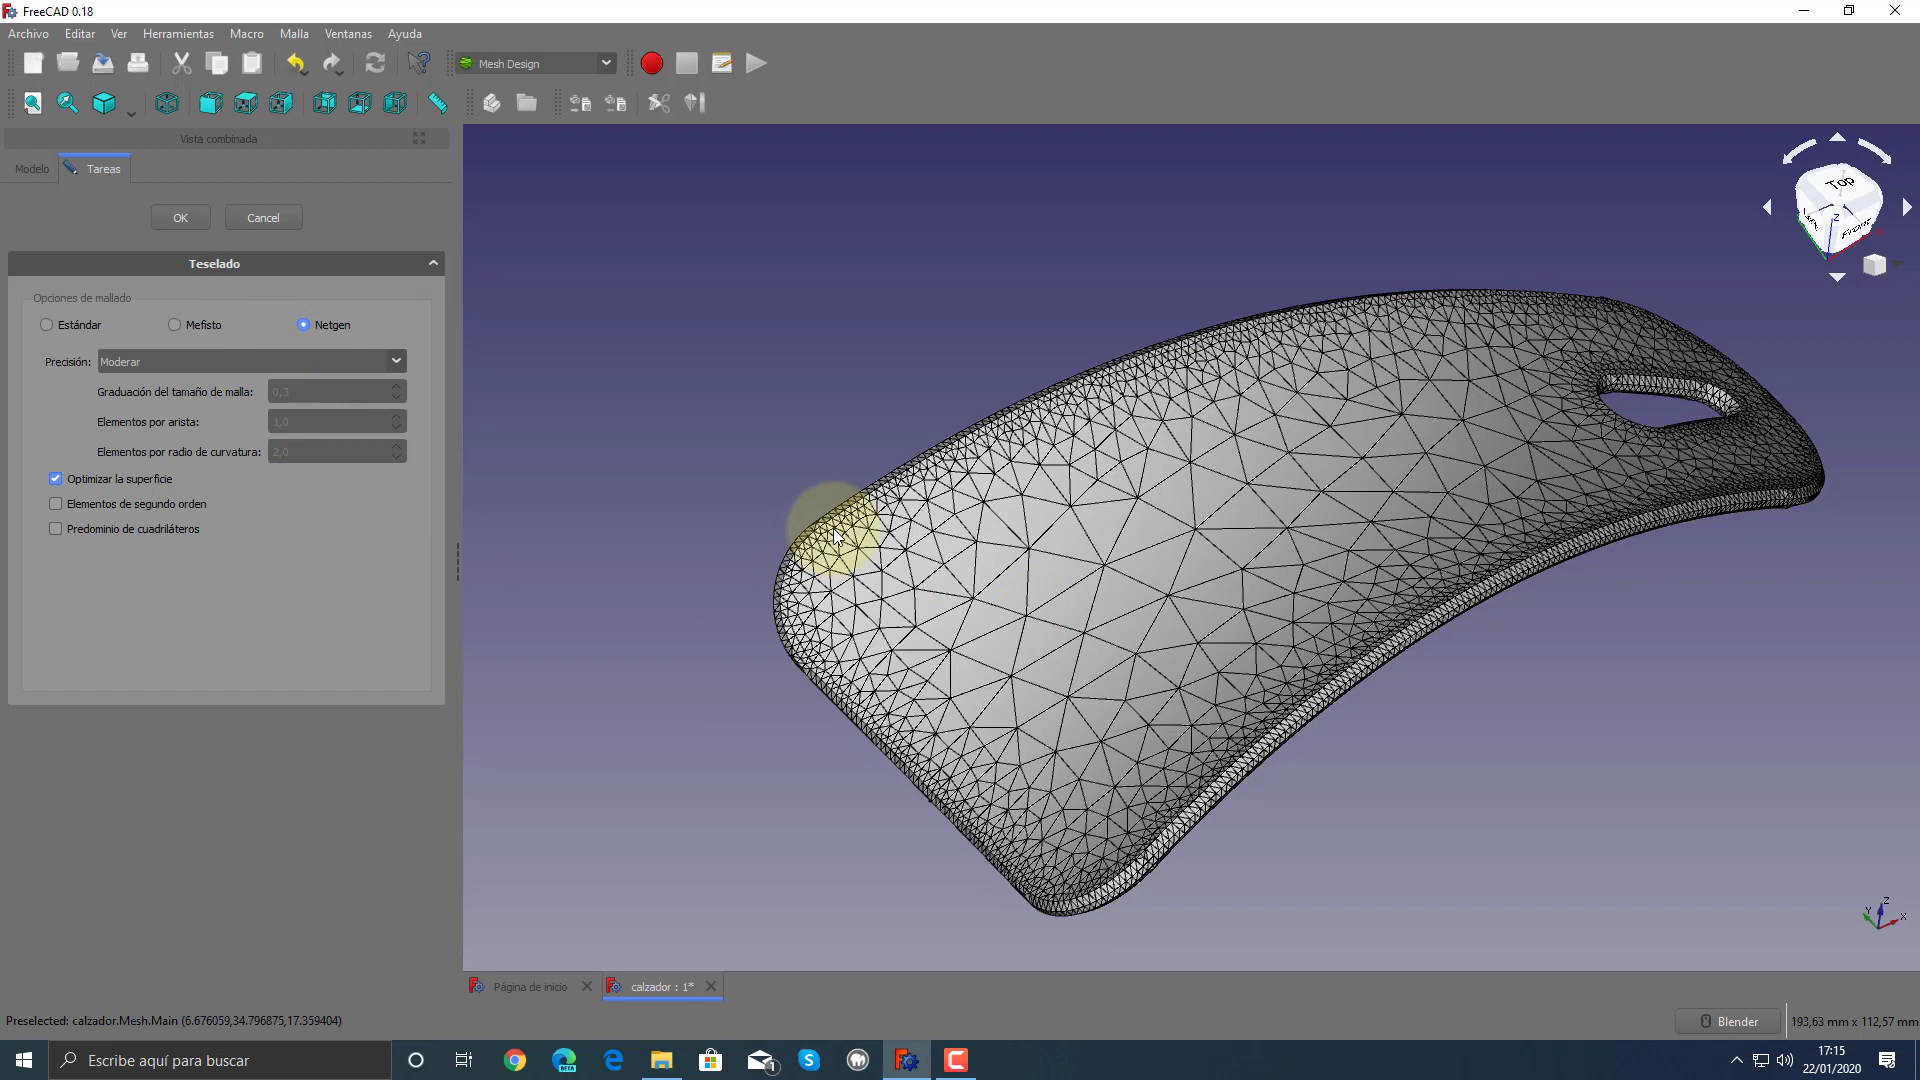 FreeCAD 0.18
Archivo Editar Ver Herramientas Macro Malla Ventanas Ayuda
Mesh Design
Vista combinada
Modelo Tareas
OK Cancel
Teselado
Opciones de mallado
Estándar Mefisto Netgen
Precisión: Moderar
Graduación del tamaño de malla: 0,3
Elementos por arista: 1,0
Elementos por radio de curvatura: 2,0
Optimizar la superficie
Elementos de segundo orden
Predominio de cuadriláteros
Top
Left
Front
Z
X
Z
Y
X
Página de inicio calzador : 1*
Preselected: calzador.Mesh.Main (6.676059,34.796875,17.359404)
Blender 193,63 mm x 112,57 mm
Escribe aquí para buscar
BETA
1
17:15
22/01/2020